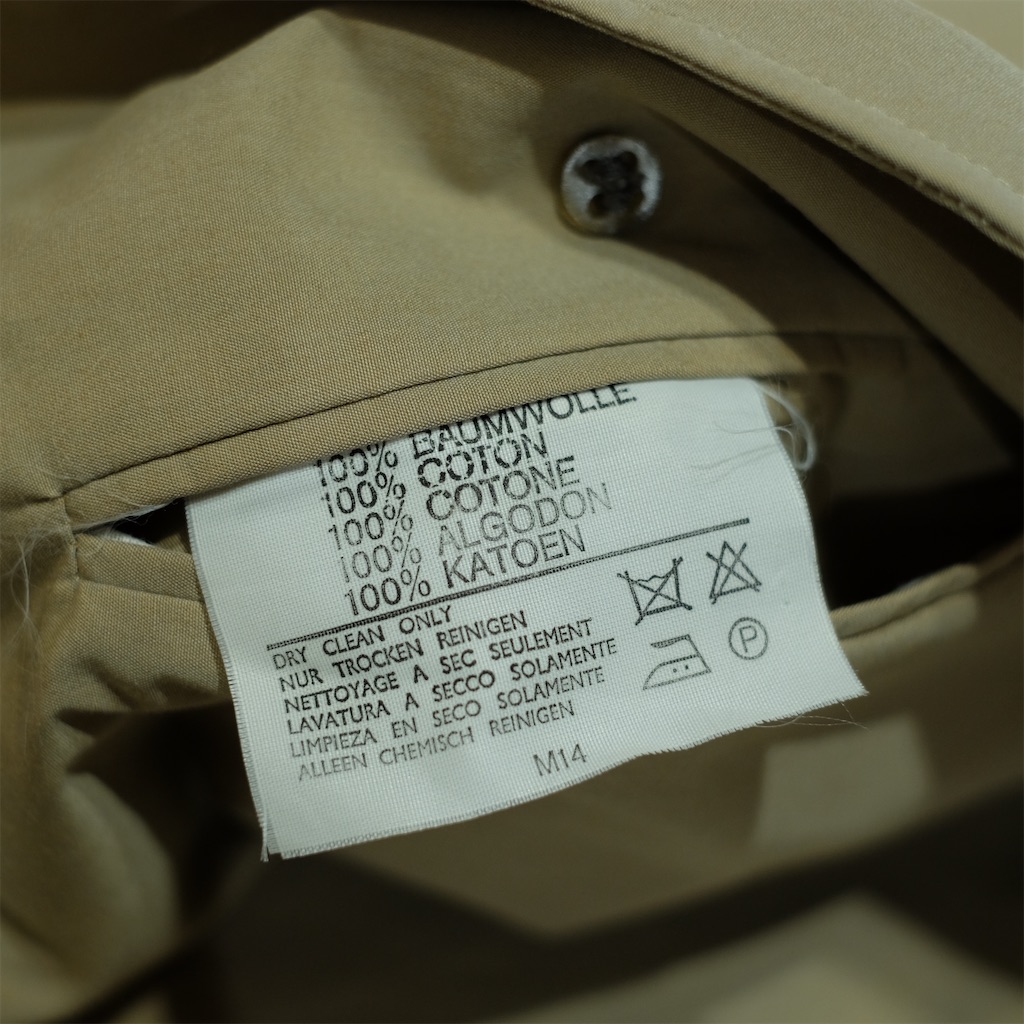 100% BAUMWOLLE
100% COTON
100% COTONE
100% ALGODON
100% KATOEN
DRY CLEAN ONLY
NUR TROCKEN REINIGEN
NETTOYAGE A SEC SEULEMENT
LAVATURA A SECCO SOLAMENTE
LIMPIEZA EN SECO SOLAMENTE
ALLEEN CHEMISCH REINIGEN
P
M14